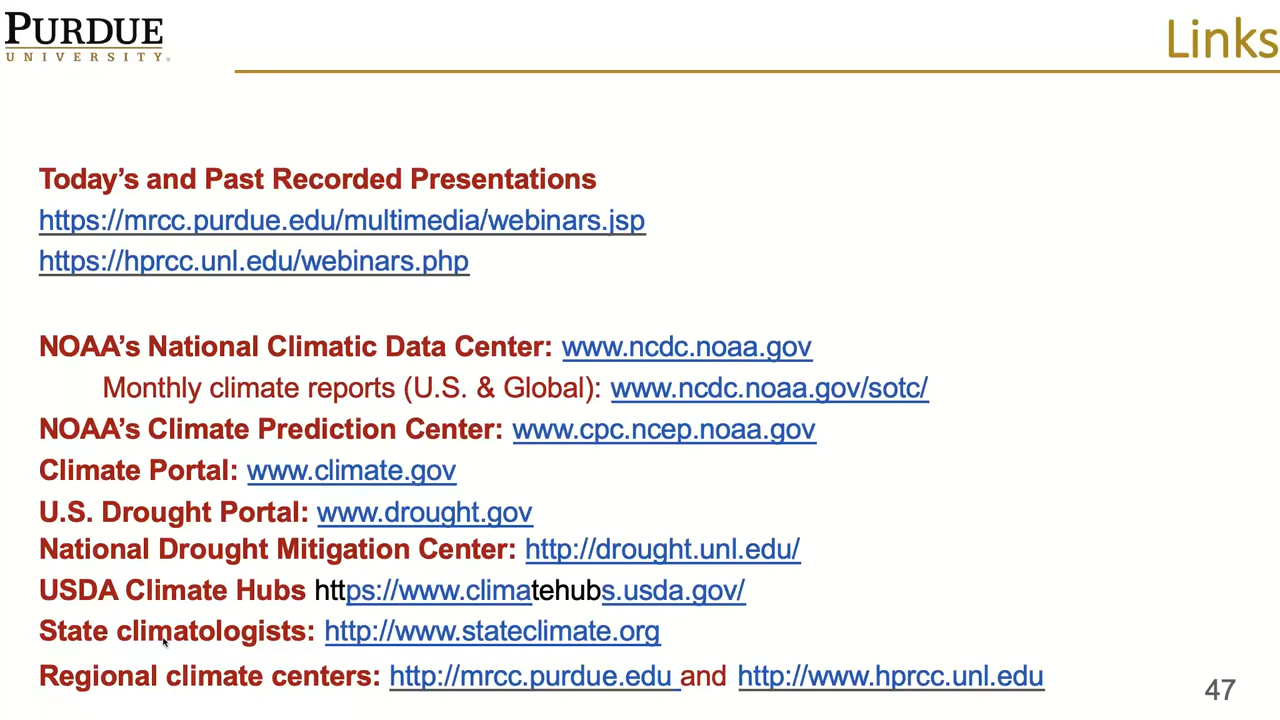 PURDUE
UNIVERSITY®
Links
Today’s and Past Recorded Presentations
https://mrcc.purdue.edu/multimedia/webinars.jsp
https://hprcc.unl.edu/webinars.php
NOAA’s National Climatic Data Center: www.ncdc.noaa.gov
Monthly climate reports (U.S. & Global): www.ncdc.noaa.gov/sotc/
NOAA’s Climate Prediction Center: www.cpc.ncep.noaa.gov
Climate Portal: www.climate.gov
U.S. Drought Portal: www.drought.gov
National Drought Mitigation Center: http://drought.unl.edu/
USDA Climate Hubs https://www.climatehubs.usda.gov/
State climatologists: http://www.stateclimate.org
Regional climate centers: http://mrcc.purdue.edu and http://www.hprcc.unl.edu
47